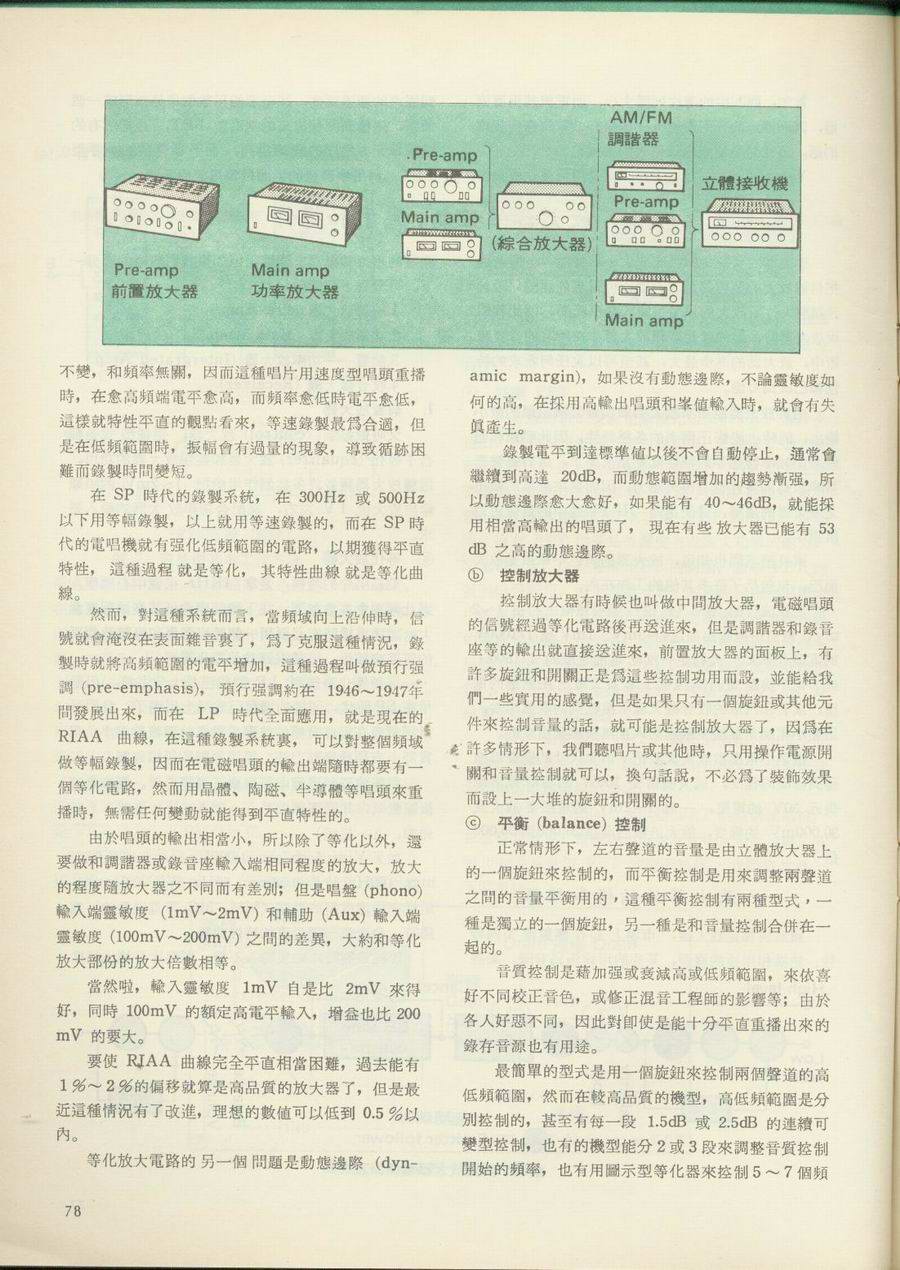 AM/FM
調諧器
Pre-amp
立體接收機
Pre-amp
Main amp
(綜合放大器)
Pre-amp
前置放大器
Main amp
功率放大器
Main amp
不變，和頻率無關，因而這種唱片用速度型唱頭重播
時，在愈高頻端電平愈高，而頻率愈低時電平愈低，
這樣就特性平直的觀點看來，等速錄製最爲合適，但
是在低頻範圍時，振幅會有過量的現象，導致循跡困
難而錄製時間變短。
在 SP 時代的錄製系統， 在 300Hz 或 500Hz
以下用等幅錄製，以上就用等速錄製的，而在 SP 時
代的電唱機就有强化低頻範圍的電路，以期獲得平直
特性， 這種過程 就是等化， 其特性曲線 就是等化曲
線。
然而，對這種系統而言，當頻域向上沿伸時，信
號就會淹沒在表面雜音裏了，爲了克服這種情況，錄
製時就將高頻範圍的電平增加，這種過程叫做預行强
調 (pre-emphasis)， 預行强調約在 1946～1947年
間發展出來，而在 LP 時代全面應用，就是現在的
RIAA 曲線，在這種錄製系統裏， 可以對整個頻域
做等幅錄製，因而在電磁唱頭的輸出端隨時都要有一
個等化電路，然而用晶體、陶磁、半導體等唱頭來重
播時，無需任何變動就能得到平直特性的。
由於唱頭的輸出相當小，所以除了等化以外，還
要做和調諧器或錄音座輸入端相同程度的放大，放大
的程度隨放大器之不同而有差別；但是唱盤 (phono)
輸入端靈敏度 (1mV～2mV) 和輔助 (Aux) 輸入端
靈敏度 (100mV～200mV) 之間的差異，大約和等化
放大部份的放大倍數相等。
當然啦，輸入靈敏度 1mV 自是比 2mV 來得
好，同時 100mV 的額定高電平輸入，增益也比 200
mV 的要大。
要使 RIAA 曲線完全平直相當困難，過去能有
1％～2％的偏移就算是高品質的放大器了，但是最
近這種情況有了改進，理想的數值可以低到 0.5％以
內。
等化放大電路的 另一個 問題是動態邊際 (dyn-
amic margin)，如果沒有動態邊際，不論靈敏度如
何的高，在採用高輸出唱頭和峯値輸入時，就會有失
眞產生。
錄製電平到達標準値以後不會自動停止，通常會
繼續到高達 20dB，而動態範圍增加的趨勢漸强，所
以動態邊際愈大愈好，如果能有 40～46dB，就能採
用相當高輸出的唱頭了， 現在有些 放大器已能有 53
dB 之高的動態邊際。
ⓑ 控制放大器
控制放大器有時候也叫做中間放大器，電磁唱頭
的信號經過等化電路後再送進來，但是調諧器和錄音
座等的輸出就直接送進來，前置放大器的面板上，有
許多旋鈕和開關正是爲這些控制功用而設，並能給我
們一些實用的感覺，但是如果只有一個旋鈕或其他元
件來控制音量的話，就可能是控制放大器了，因爲在
許多情形下，我們聽唱片或其他時，只用操作電源開
關和音量控制就可以，換句話說，不必爲了裝飾效果
而設上一大堆的旋鈕和開關的。
ⓒ 平衡 (balance) 控制
正常情形下，左右聲道的音量是由立體放大器上
的一個旋鈕來控制的，而平衡控制是用來調整兩聲道
之間的音量平衡用的，這種平衡控制有兩種型式，一
種是獨立的一個旋鈕，另一種是和音量控制合併在一
起的。
音質控制是藉加强或衰減高或低頻範圍，來依喜
好不同校正音色，或修正混音工程師的影響等；由於
各人好惡不同，因此對卽使是能十分平直重播出來的
錄存音源也有用途。
最簡單的型式是用一個旋鈕來控制兩個聲道的高
低頻範圍，然而在較高品質的機型，高低頻範圍是分
別控制的，甚至有每一段 1.5dB 或 2.5dB 的連續可
變型控制，也有的機型能分2或3段來調整音質控制
開始的頻率，也有用圖示型等化器來控制5～7個頻
78